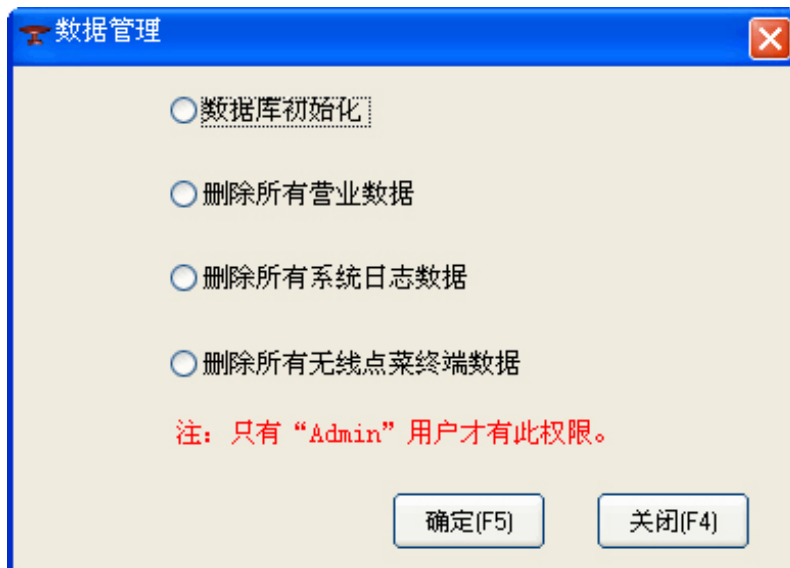 数据管理
数据库初始化
删除所有营业数据
删除所有系统日志数据
删除所有无线点菜终端数据
注：只有“Admin”用户才有此权限。
确定(F5) 关闭(F4)